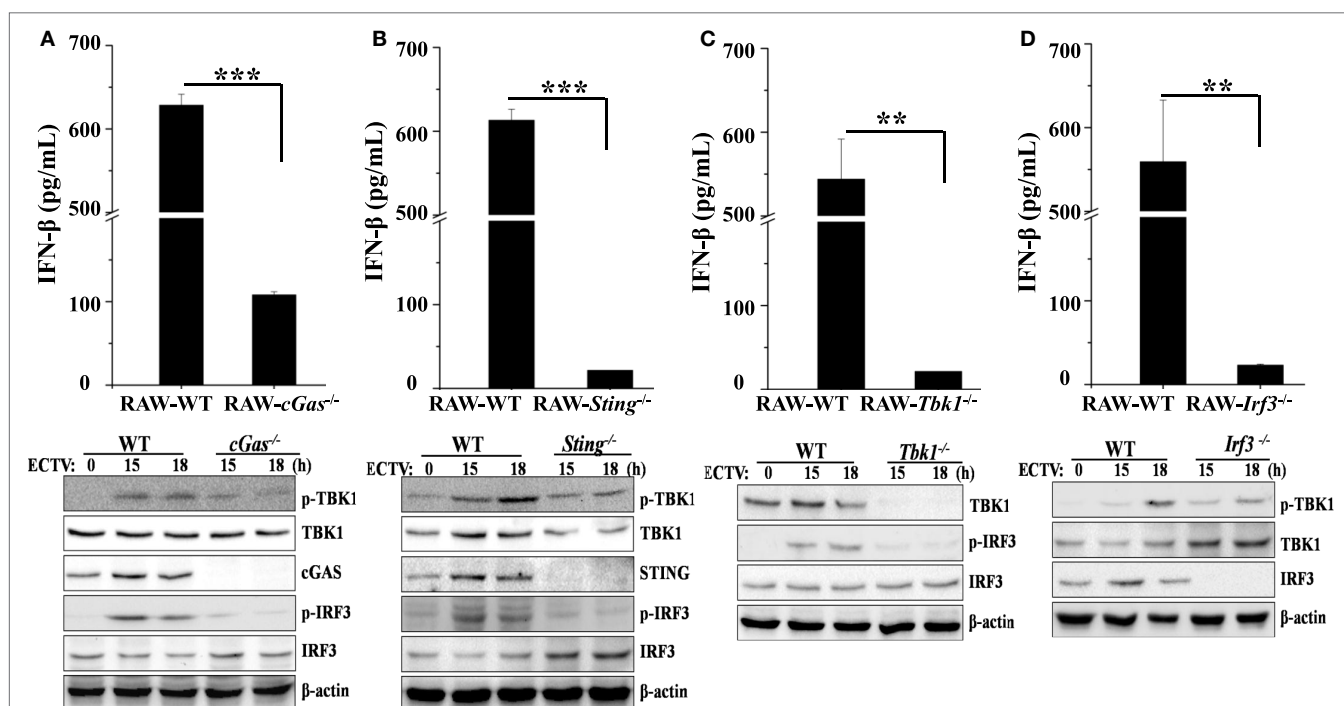 A
B
C
D
700
700
700
700
***
***
**
**
600
600
600
600
500
500
500
500
IFN-β (pg/mL)
IFN-β (pg/mL)
IFN-β (pg/mL)
IFN-β (pg/mL)
100
100
100
100
0
0
0
0
RAW-WT RAW-cGas-/-
RAW-WT RAW-Sting-/-
RAW-WT RAW-Tbk1-/-
RAW-WT RAW-Irf3-/-
WT cGas-/-
ECTV: 0 15 18 15 18 (h)
p-TBK1
TBK1
cGAS
p-IRF3
IRF3
β-actin
WT Sting-/-
ECTV: 0 15 18 15 18 (h)
p-TBK1
TBK1
STING
p-IRF3
IRF3
β-actin
WT Tbk1-/-
ECTV: 0 15 18 15 18 (h)
TBK1
p-IRF3
IRF3
β-actin
WT Irf3 -/-
ECTV: 0 15 18 15 18 (h)
p-TBK1
TBK1
IRF3
β-actin